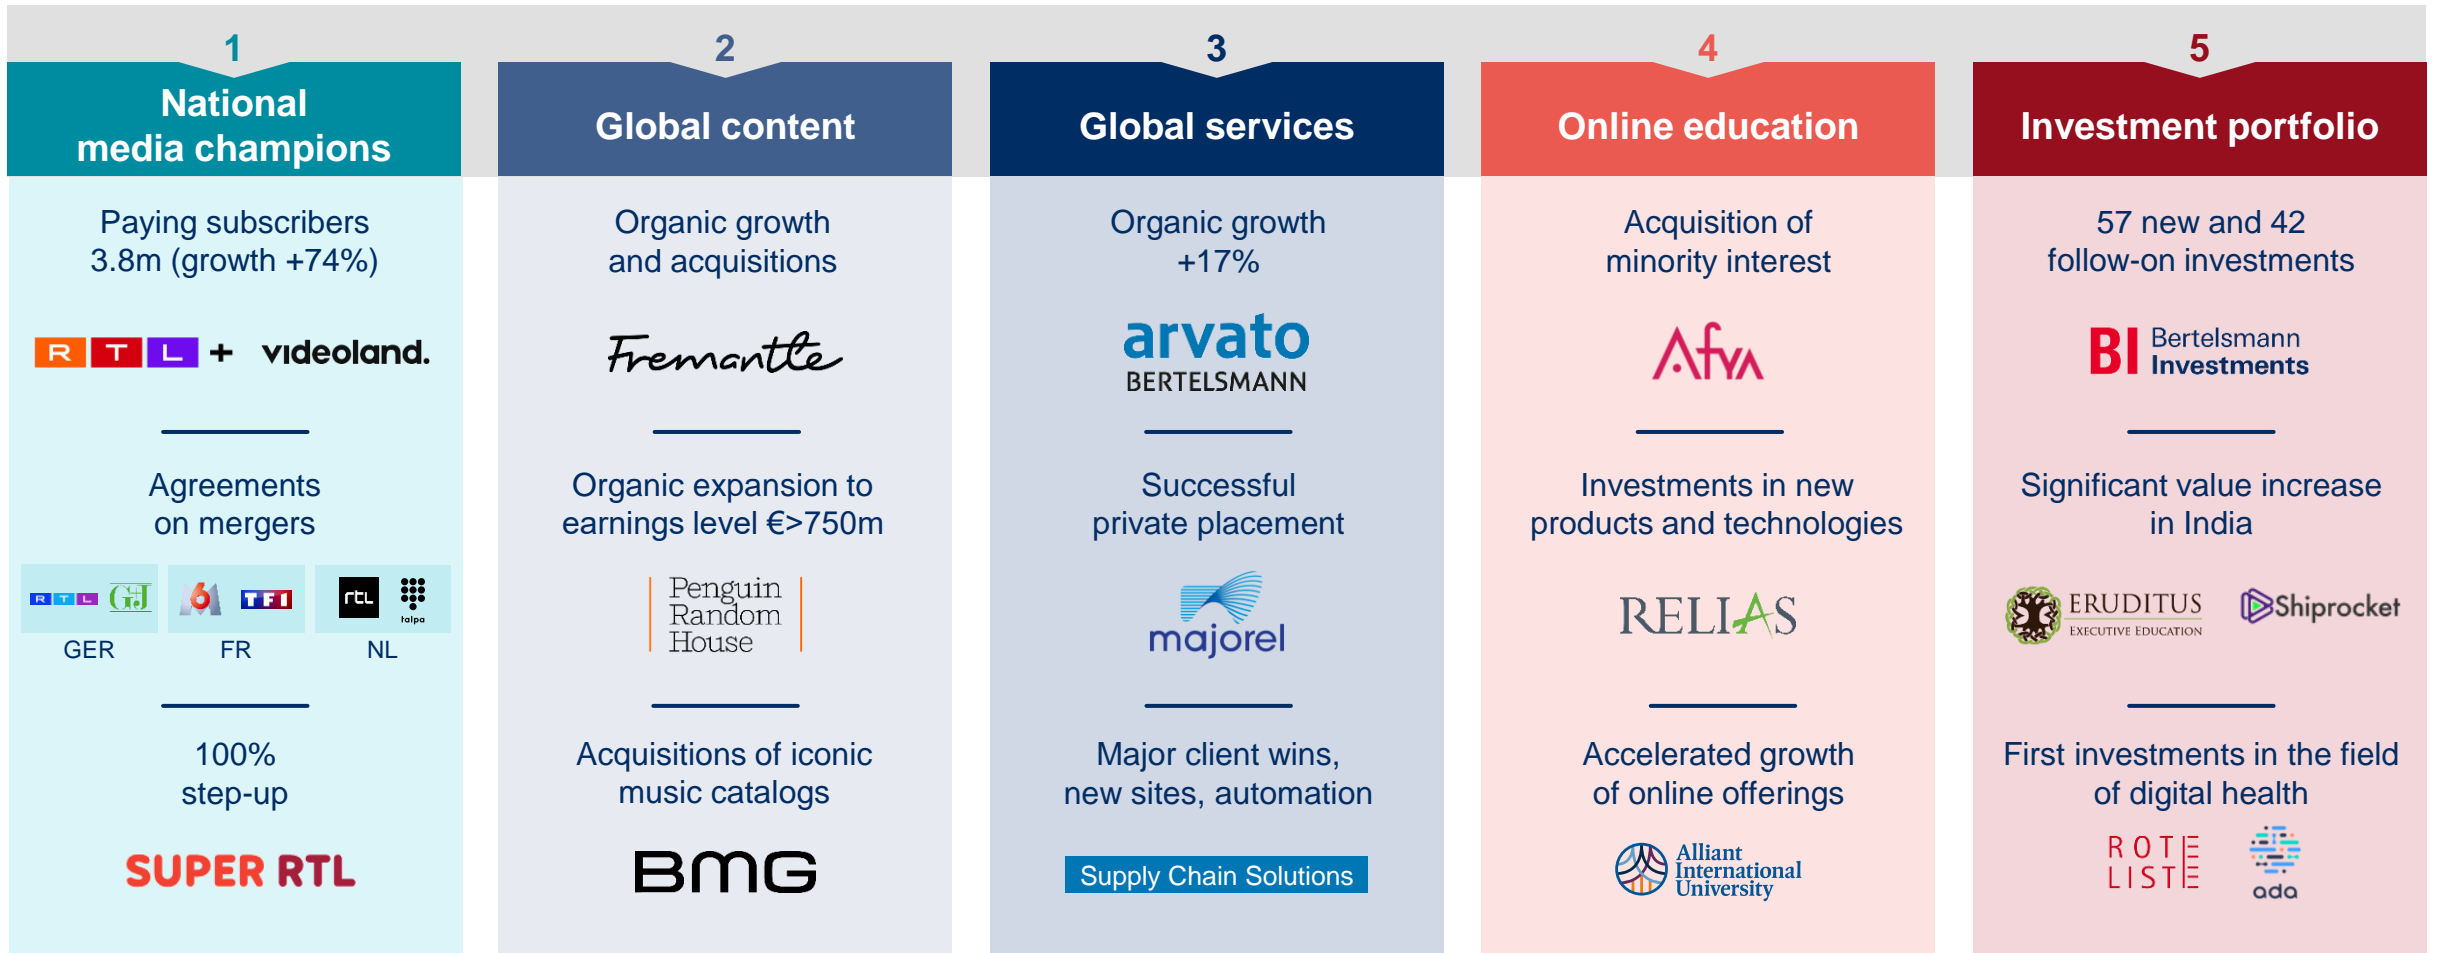 1
National
media champions
Paying subscribers
3.8m (growth +74%)
RTL + videoland.
Agreements
on mergers
RTL G+J
M6 TF1
rtl talpa
GER
FR
NL
100%
step-up
SUPER RTL
2
Global content
Organic growth
and acquisitions
Fremantle
Organic expansion to
earnings level €>750m
Penguin
Random
House
Acquisitions of iconic
music catalogs
BMG
3
Global services
Organic growth
+17%
arvato
BERTELSMANN
Successful
private placement
majorel
Major client wins,
new sites, automation
Supply Chain Solutions
4
Online education
Acquisition of
minority interest
Afya
Investments in new
products and technologies
RELIAS
Accelerated growth
of online offerings
Alliant
International
University
5
Investment portfolio
57 new and 42
follow-on investments
BI Bertelsmann
Investments
Significant value increase
in India
ERUDITUS
EXECUTIVE EDUCATION
Shiprocket
First investments in the field
of digital health
ROTE
LISTE
ada